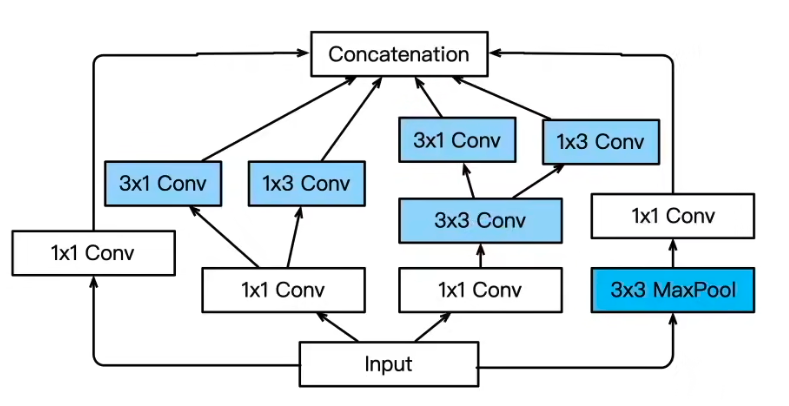 Concatenation
3x1 Conv
1x3 Conv
3x1 Conv
1x3 Conv
1x1 Conv
3x3 Conv
1x1 Conv
1x1 Conv
1x1 Conv
3x3 MaxPool
Input